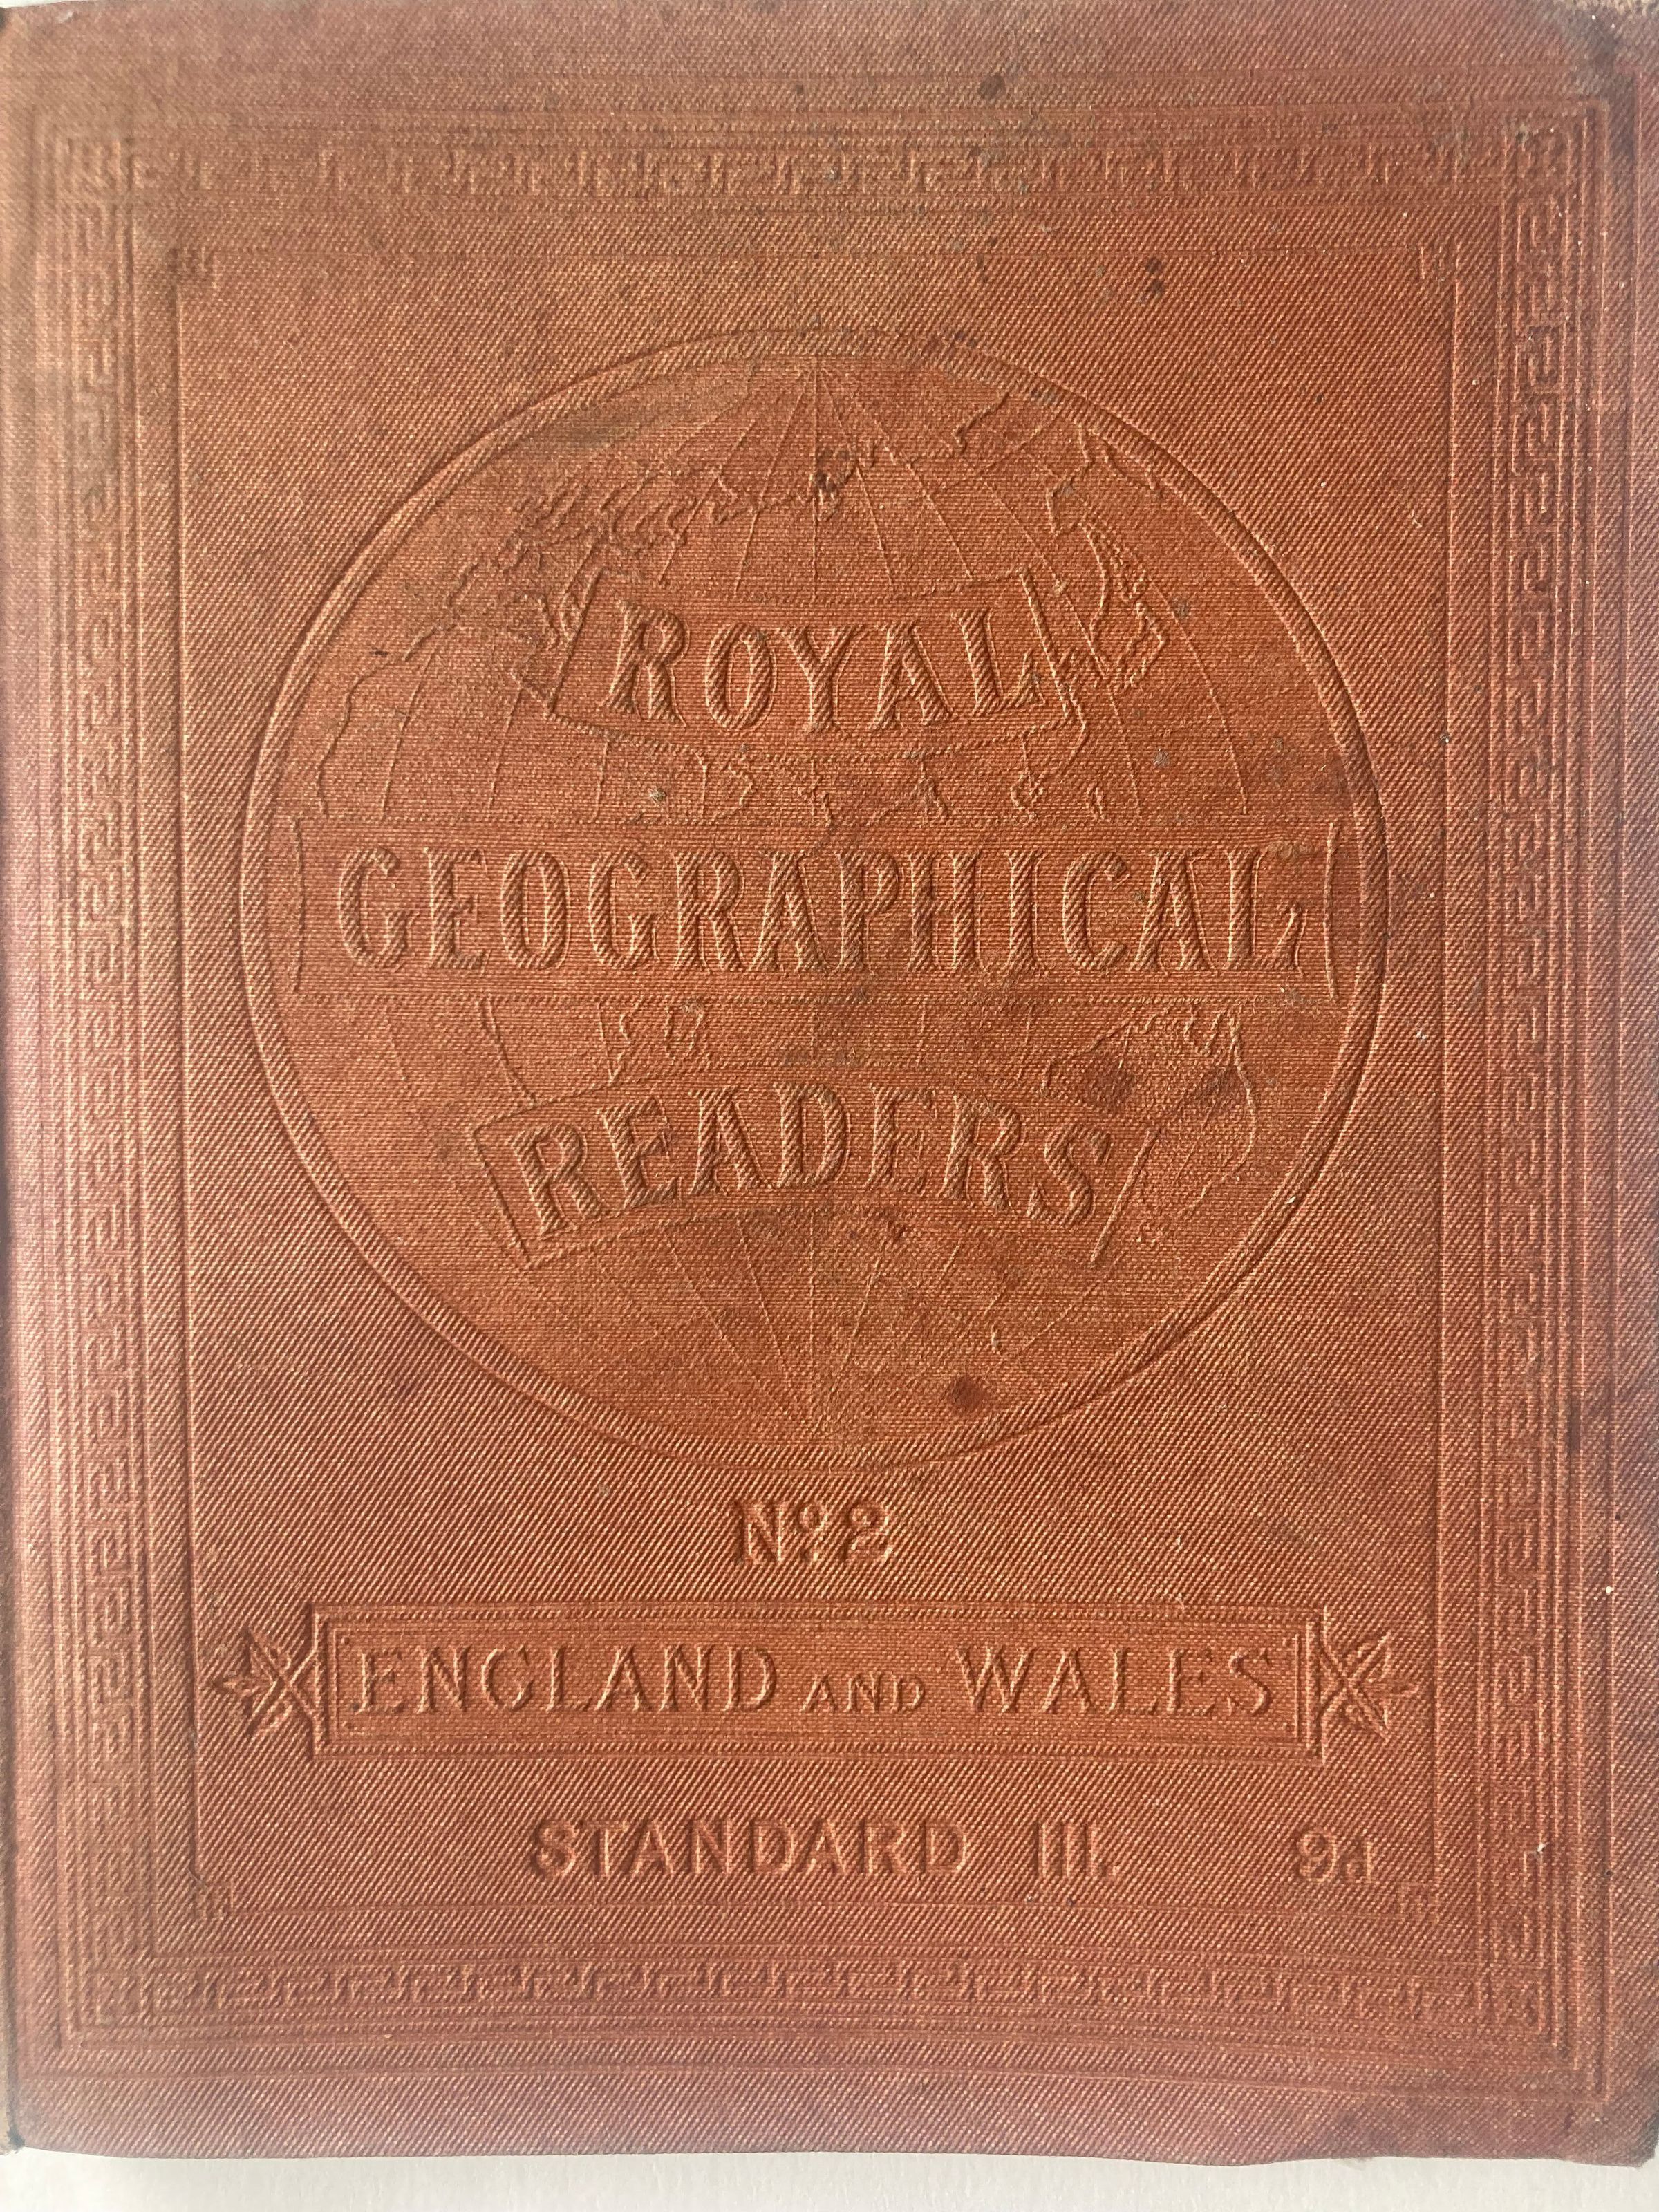 ROYAL
GEOGRAPHICAL
READERS
No. 2
ENGLAND AND WALES
STANDARD III. 9d.